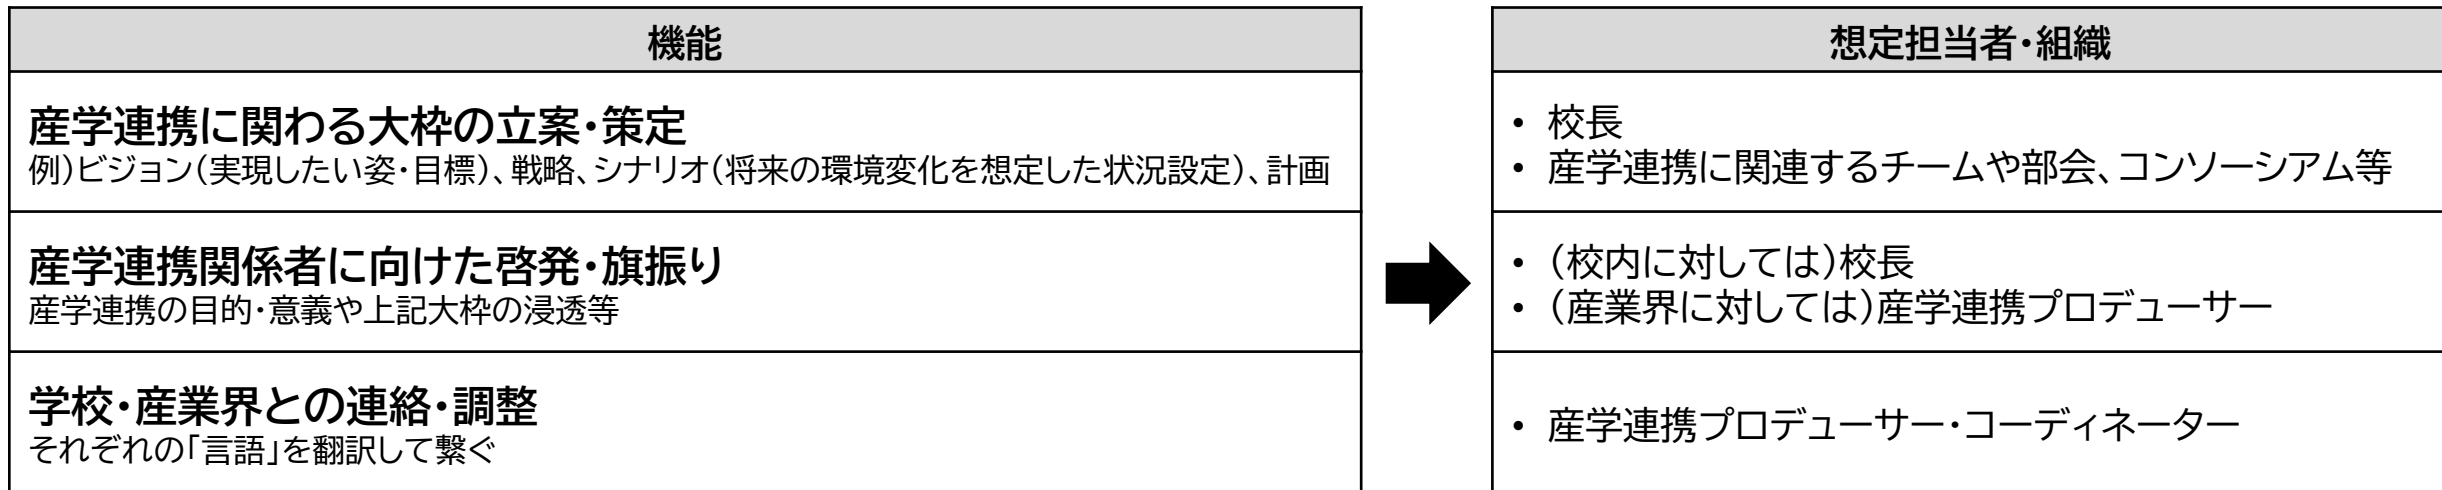 機能
想定担当者・組織
産学連携に関わる大枠の立案・策定
例)ビジョン(実現したい姿・目標)、戦略、シナリオ(将来の環境変化を想定した状況設定)、計画
• 校長
• 産学連携に関連するチームや部会、コンソーシアム等
産学連携関係者に向けた啓発・旗振り
産学連携の目的・意義や上記大枠の浸透等
• (校内に対しては)校長
• (産業界に対しては)産学連携プロデューサー
学校・産業界との連絡・調整
それぞれの「言語」を翻訳して繋ぐ
• 産学連携プロデューサー・コーディネーター